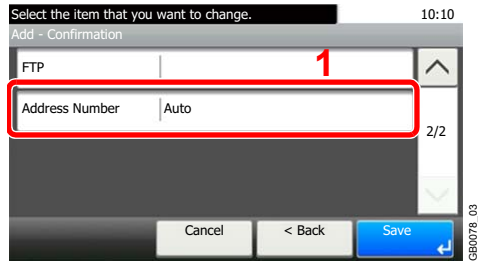 Select the item that you want to change. 10:10
Add - Confirmation
FTP 1
Address Number Auto
2/2
Cancel < Back Save
GB0078_03